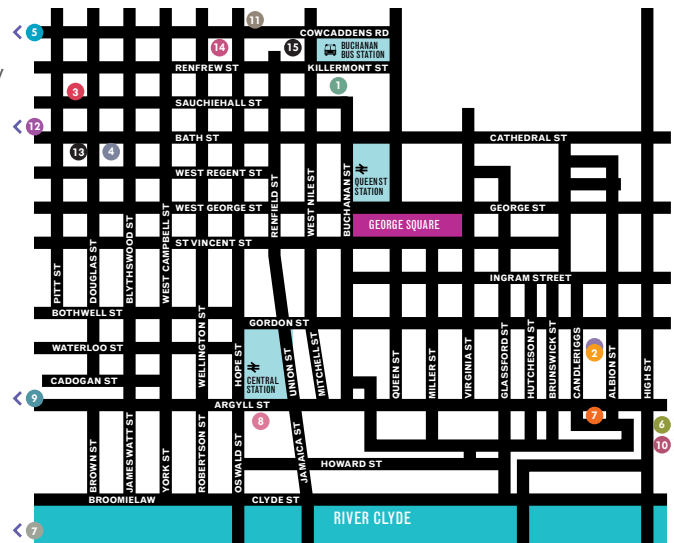 11
5
COWCADDENS RD
14
15
BUCHANAN
BUS STATION
RENFREW ST
KILLERMONT ST
3
1
SAUCHIEHALL ST
12
BATH ST
CATHEDRAL ST
13
4
WEST REGENT ST
QUEEN ST
STATION
WEST GEORGE ST
GEORGE ST
RENFIELD ST
WEST NILE ST
BUCHANAN ST
GEORGE SQUARE
ST VINCENT ST
PITT ST
DOUGLAS ST
BLYTHSWOOD ST
WEST CAMPBELL ST
INGRAM STREET
BOTHWELL ST
GORDON ST
WATERLOO ST
WELLINGTON ST
HOPE ST
CENTRAL
STATION
UNION ST
MITCHELL ST
QUEEN ST
MILLER ST
VIRGINIA ST
GLASSFORD ST
HUTCHESON ST
BRUNSWICK ST
CANDLERIGGS
2
ALBION ST
HIGH ST
CADOGAN ST
9
ARGYLL ST
8
7
6
10
BROWN ST
JAMES WATT ST
YORK ST
ROBERTSON ST
OSWALD ST
JAMAICA ST
HOWARD ST
BROOMIELAW
CLYDE ST
RIVER CLYDE
7